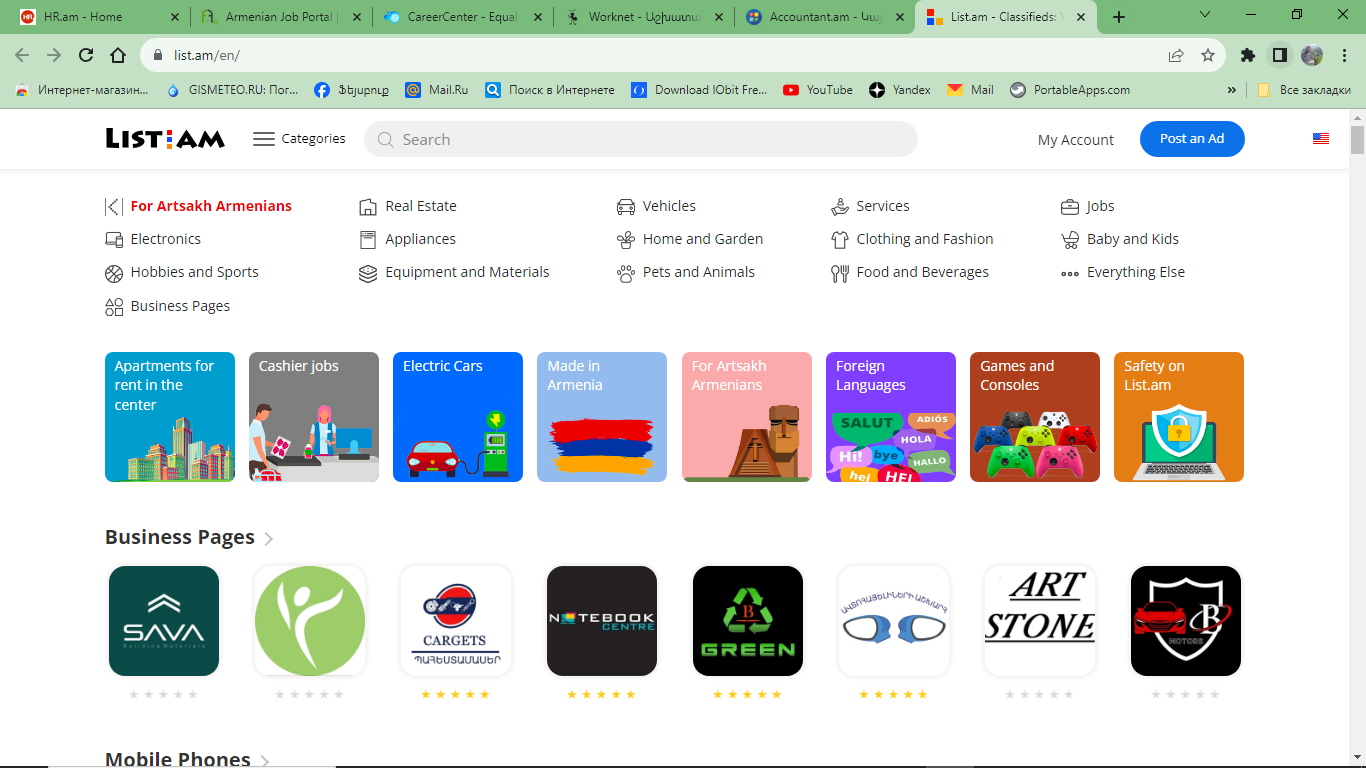 HR.am - Home
Armenian Job Portal |
CareerCenter - Equal
Worknet - Աշխատա
Accountant.am - Կայ
List.am - Classifieds:
list.am/en/
Интернет-магазин...
GISMETEO.RU: Пог...
Ֆեյսբուք
Mail.Ru
Поиск в Интернете
Download IObit Fre...
YouTube
Yandex
Mail
PortableApps.com
»
Все закладки
LIST.AM
Categories
Search
My Account
Post an Ad
For Artsakh Armenians
Real Estate
Vehicles
Services
Jobs
Electronics
Appliances
Home and Garden
Clothing and Fashion
Baby and Kids
Hobbies and Sports
Equipment and Materials
Pets and Animals
Food and Beverages
Everything Else
Business Pages
Apartments for
rent in the
center
Cashier jobs
Electric Cars
Made in
Armenia
For Artsakh
Armenians
Foreign
Languages
SALUT
ADIÓS
HOLA
Hi!
bye
HALLO
hej
HEI
Games and
Consoles
Safety on
List.am
Business Pages
SAVA
Building Materials
CARGETS
ՊԱՀԵՍՏԱՄԱՍԵՐ
NOTEBOOK
CENTRE
B
GREEN
ԱՎՏՈՀԱՅԵԼԻՆԵՐԻ ԱՇԽԱՐՀ
ART
STONE
B
MOTORS
Mobile Phones